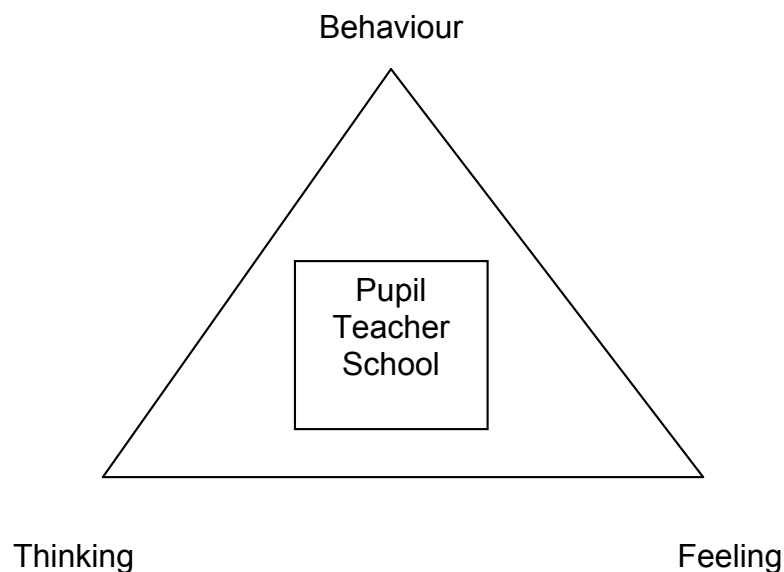 Behaviour
Pupil
Teacher
School
Thinking
Feeling